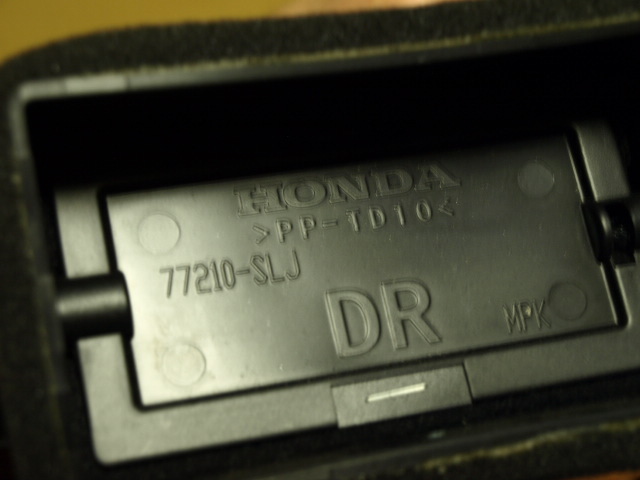 HONDA
>PP-TD10<
77210-SLJ
DR
MPK